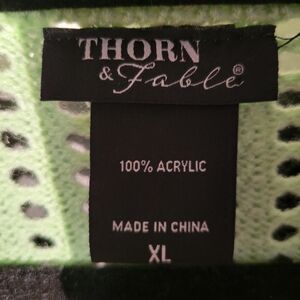 THORN
& Fable®
100% ACRYLIC
MADE IN CHINA
XL